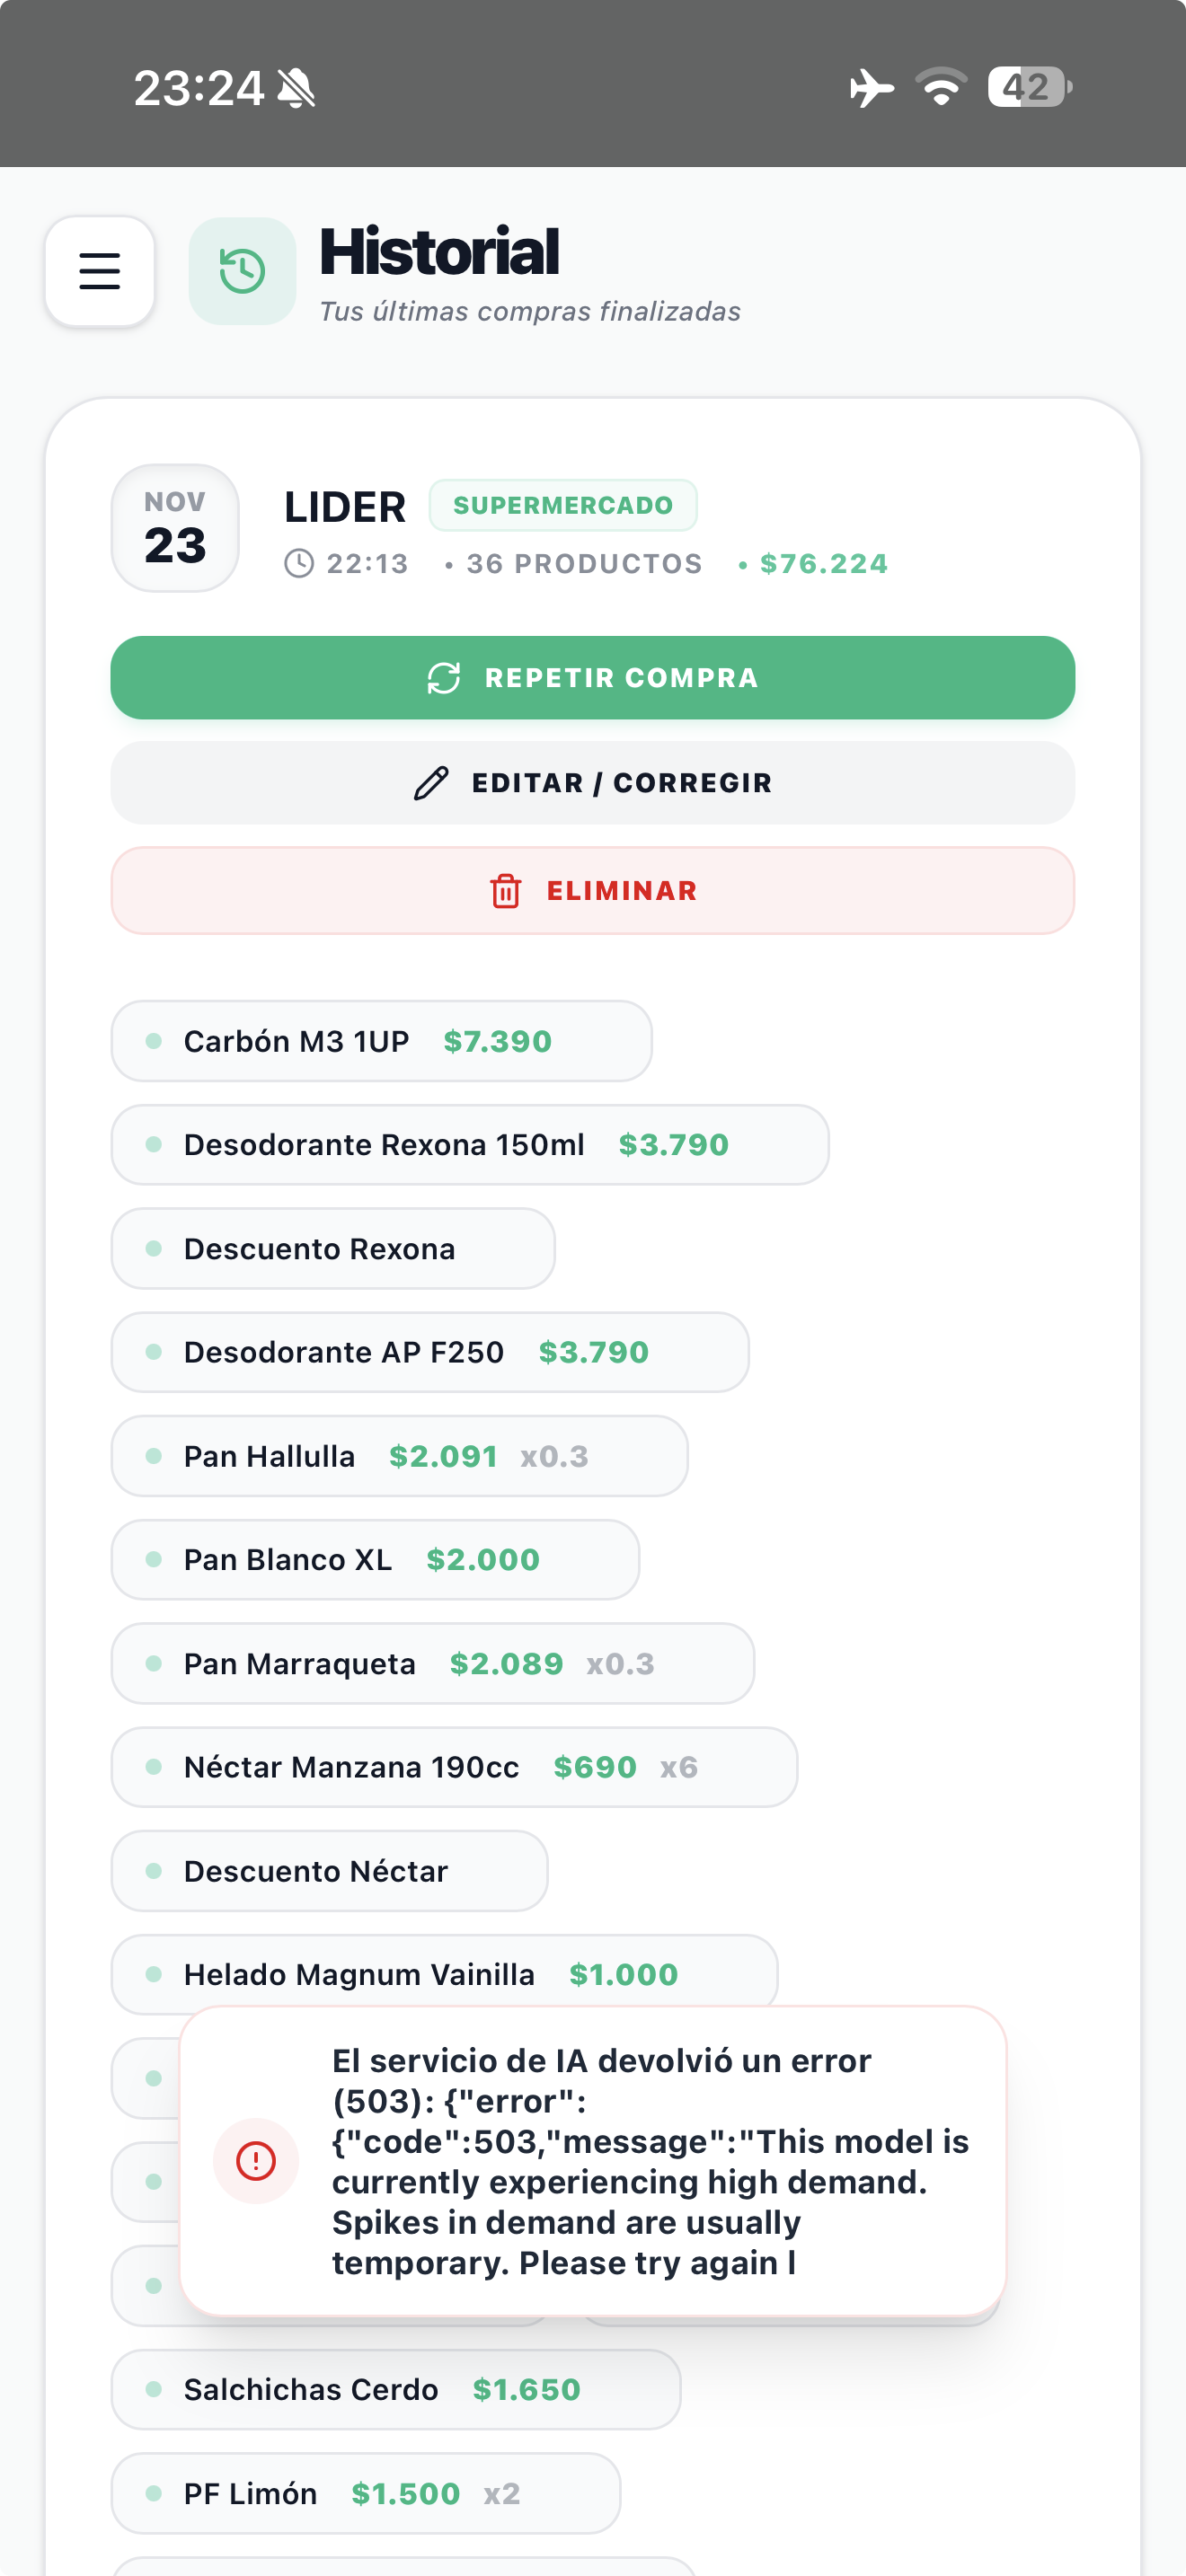 23:24
42
Historial
Tus últimas compras finalizadas
NOV
23
LIDER
SUPERMERCADO
22:13 • 36 PRODUCTOS • $76.224
REPETIR COMPRA
EDITAR / CORREGIR
ELIMINAR
Carbón M3 1UP $7.390
Desodorante Rexona 150ml $3.790
Descuento Rexona
Desodorante AP F250 $3.790
Pan Hallulla $2.091 x0.3
Pan Blanco XL $2.000
Pan Marraqueta $2.089 x0.3
Néctar Manzana 190cc $690 x6
Descuento Néctar
Helado Magnum Vainilla $1.000
El servicio de IA devolvió un error
(503): {"error":
{"code":503,"message":"This model is
currently experiencing high demand.
Spikes in demand are usually
temporary. Please try again l
Salchichas Cerdo $1.650
PF Limón $1.500 x2